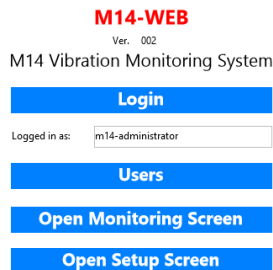 M14-WEB
Ver. 002
M14 Vibration Monitoring System
Login
Logged in as: m14-administrator
Users
Open Monitoring Screen
Open Setup Screen